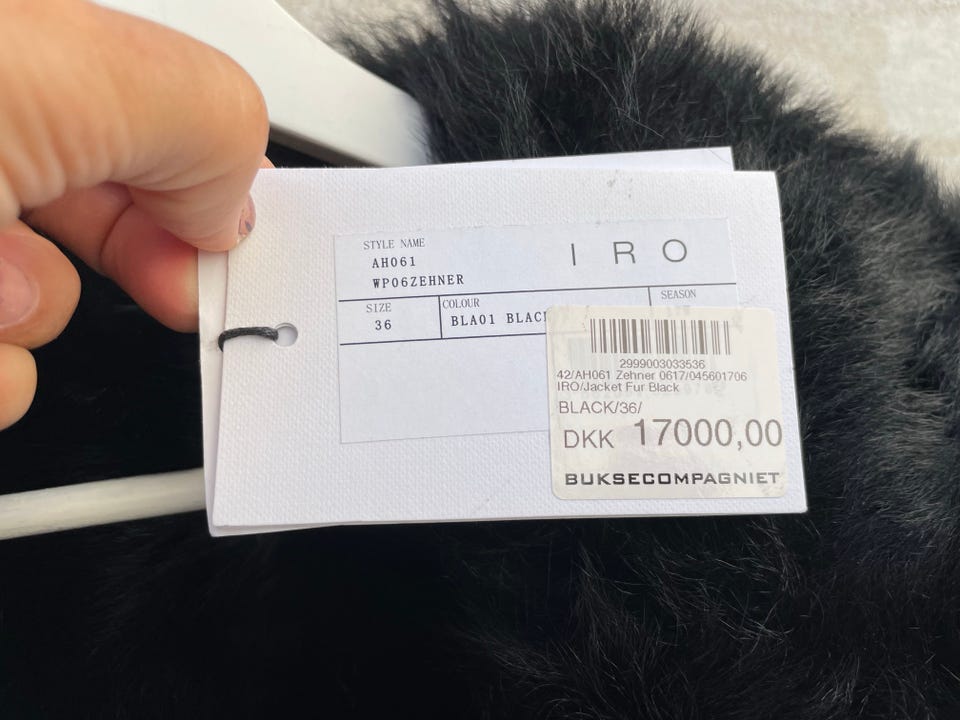 STYLE NAME
AH061
WP06ZEHNER
IRO
SIZE
36
COLOUR
BLA01 BLAC
SEASON
2999003033536
42/AH061 Zehner 0617/045601706
IRO/Jacket Fur Black
BLACK/36/
DKK 17000,00
BUKSECOMPAGNIET